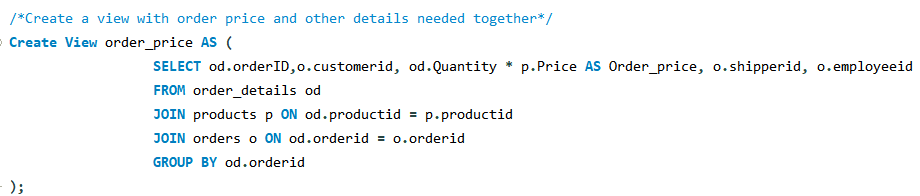 /*Create a view with order price and other details needed together*/
Create View order_price AS (
SELECT od.orderID,o.customerid, od.Quantity * p.Price AS Order_price, o.shipperid, o.employeeid
FROM order_details od
JOIN products p ON od.productid = p.productid
JOIN orders o ON od.orderid = o.orderid
GROUP BY od.orderid
);